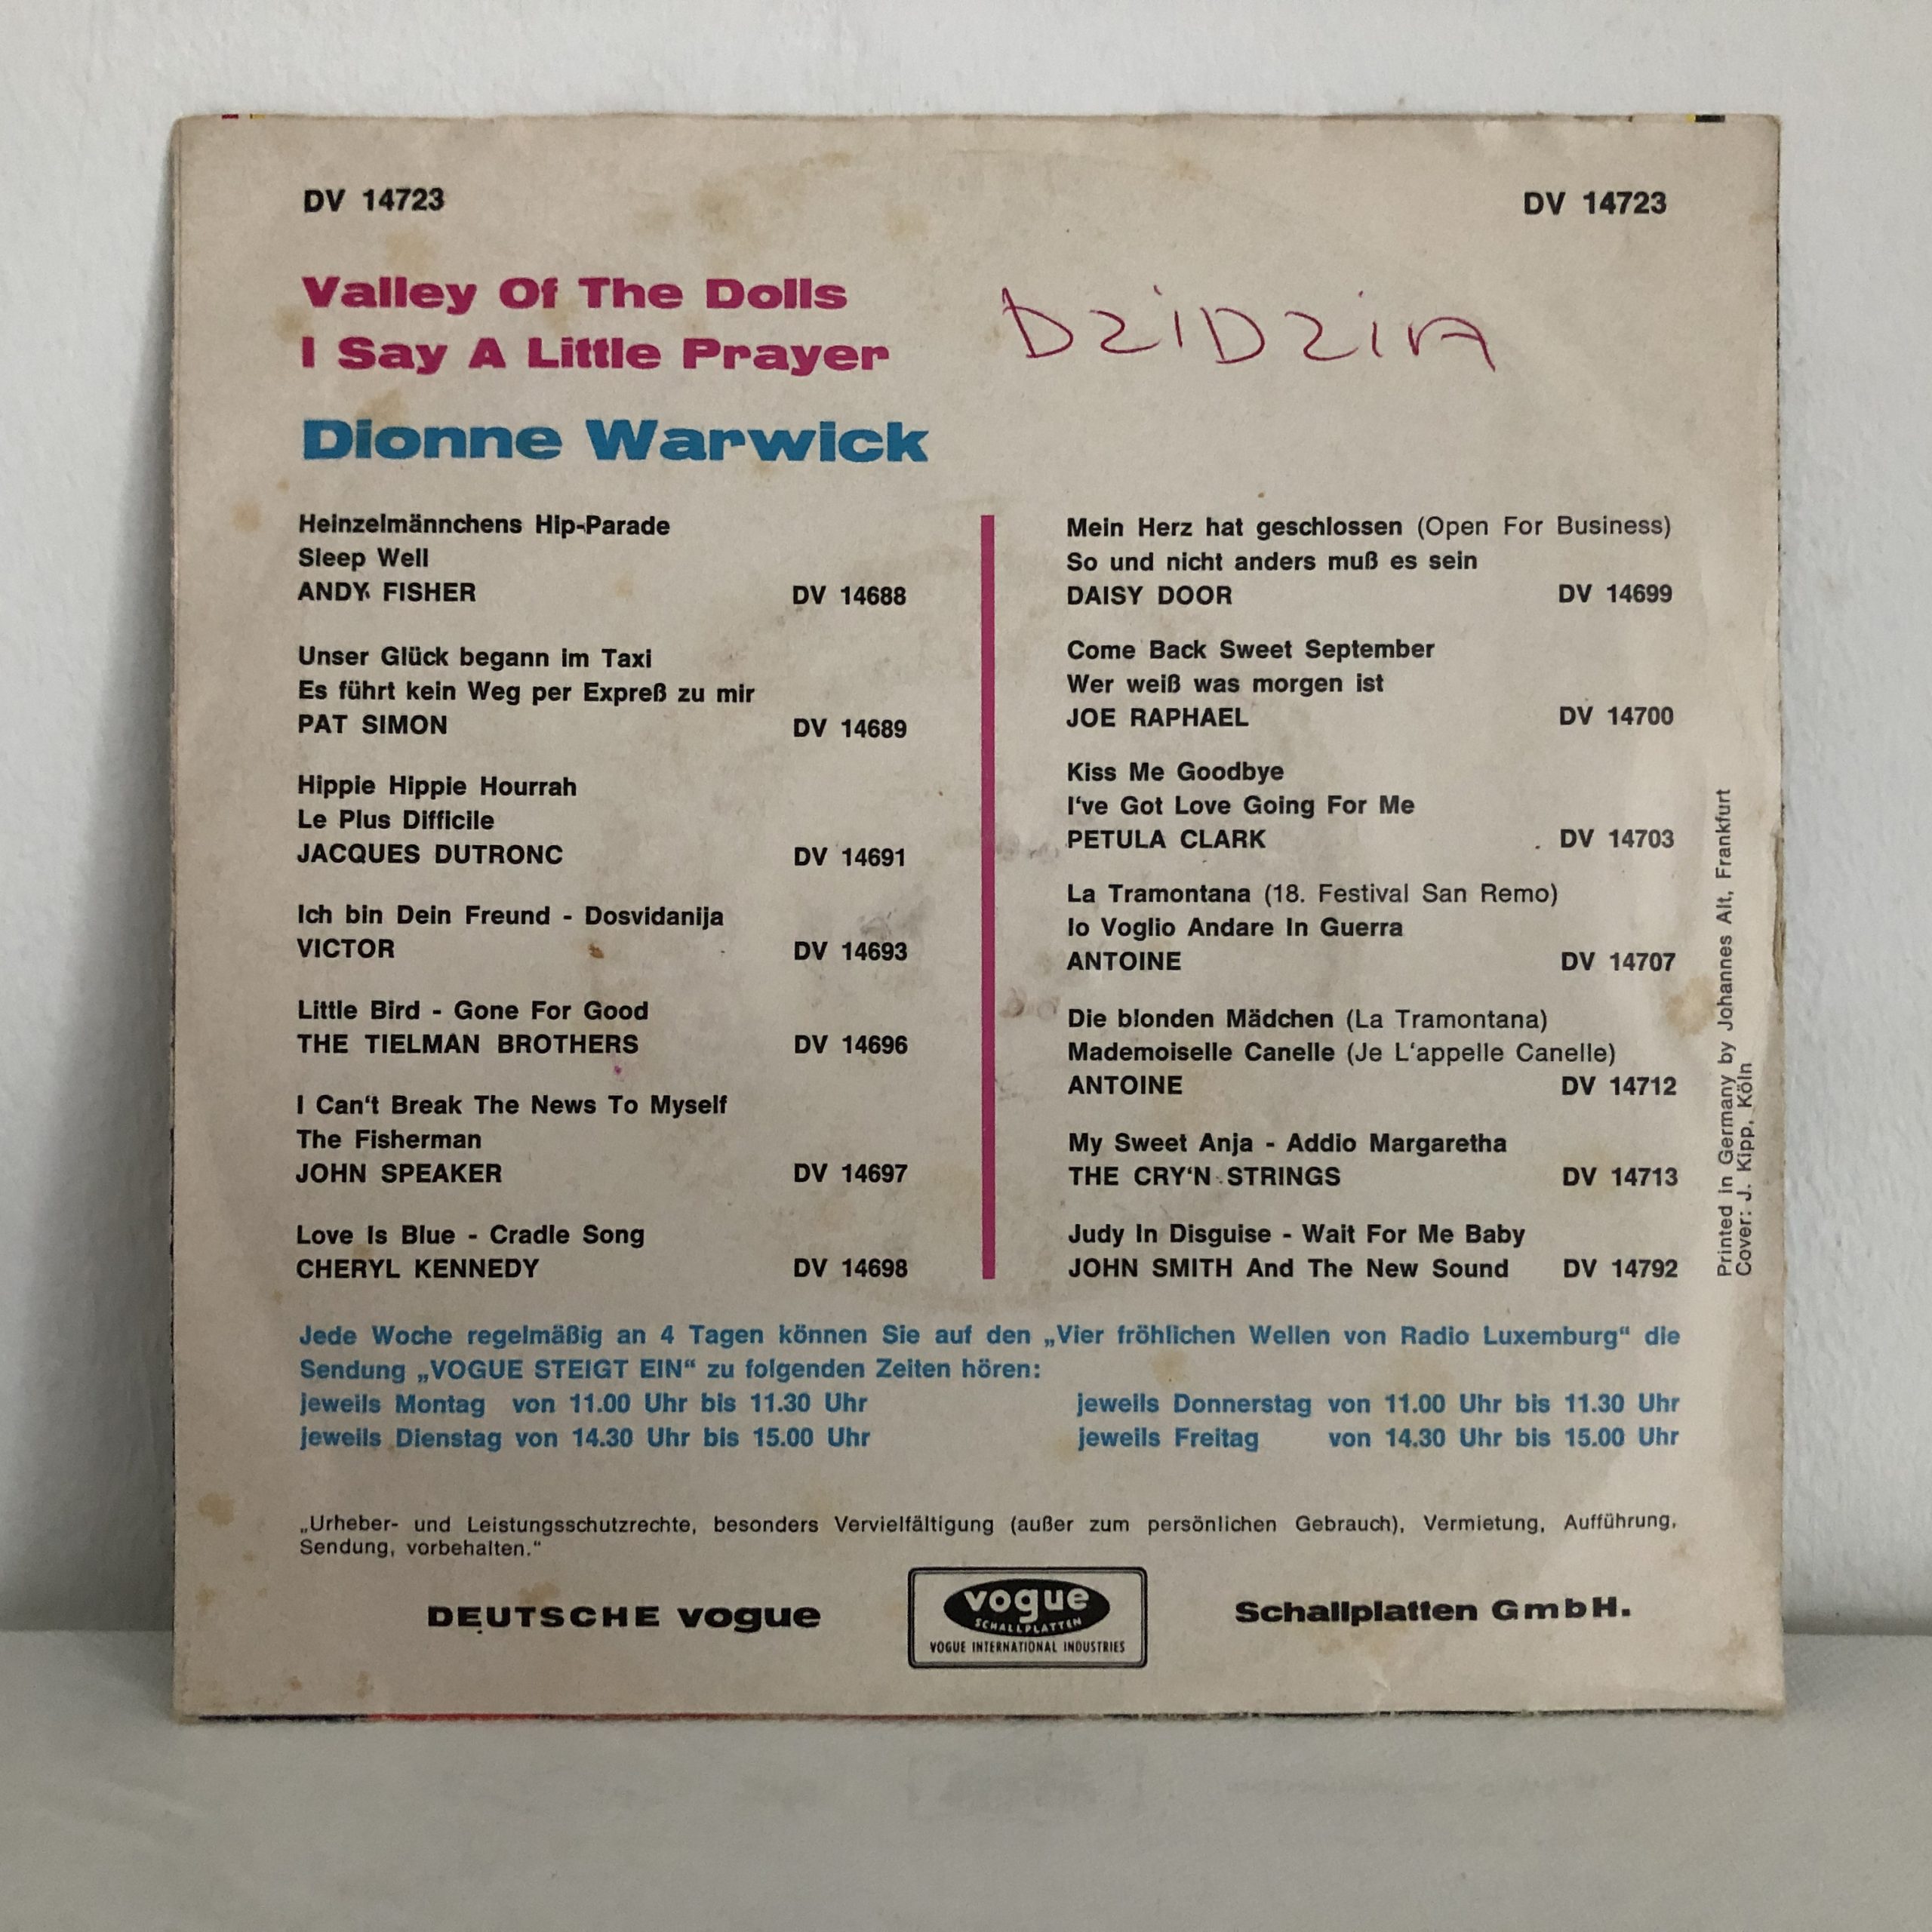 DV 14723
DV 14723
Valley Of The Dolls
I Say A Little Prayer
DziDziA
Dionne Warwick
Heinzelmännchens Hip-Parade
Sleep Well
ANDY FISHER DV 14688
Unser Glück begann im Taxi
Es führt kein Weg per Expreß zu mir
PAT SIMON DV 14689
Hippie Hippie Hourrah
Le Plus Difficile
JACQUES DUTRONC DV 14691
Ich bin Dein Freund - Dosvidanija
VICTOR DV 14693
Little Bird - Gone For Good
THE TIELMAN BROTHERS DV 14696
I Can't Break The News To Myself
The Fisherman
JOHN SPEAKER DV 14697
Love Is Blue - Cradle Song
CHERYL KENNEDY DV 14698
Mein Herz hat geschlossen (Open For Business)
So und nicht anders muß es sein
DAISY DOOR DV 14699
Come Back Sweet September
Wer weiß was morgen ist
JOE RAPHAEL DV 14700
Kiss Me Goodbye
I've Got Love Going For Me
PETULA CLARK DV 14703
La Tramontana (18. Festival San Remo)
Io Voglio Andare In Guerra
ANTOINE DV 14707
Die blonden Mädchen (La Tramontana)
Mademoiselle Canelle (Je L'appelle Canelle)
ANTOINE DV 14712
My Sweet Anja - Addio Margaretha
THE CRY'N STRINGS DV 14713
Judy In Disguise - Wait For Me Baby
JOHN SMITH And The New Sound DV 14792
Printed in Germany by Johannes Alt, Frankfurt
Cover: J. Kipp, Köln
Jede Woche regelmäßig an 4 Tagen können Sie auf den „Vier fröhlichen Wellen von Radio Luxemburg“ die
Sendung „VOGUE STEIGT EIN“ zu folgenden Zeiten hören:
jeweils Montag von 11.00 Uhr bis 11.30 Uhr
jeweils Dienstag von 14.30 Uhr bis 15.00 Uhr
jeweils Donnerstag von 11.00 Uhr bis 11.30 Uhr
jeweils Freitag von 14.30 Uhr bis 15.00 Uhr
„Urheber- und Leistungsschutzrechte, besonders Vervielfältigung (außer zum persönlichen Gebrauch), Vermietung, Aufführung,
Sendung, vorbehalten.“
DEUTSCHE vogue
vogue
SCHALLPLATTEN
VOGUE INTERNATIONAL INDUSTRIES
Schallplatten GmbH.